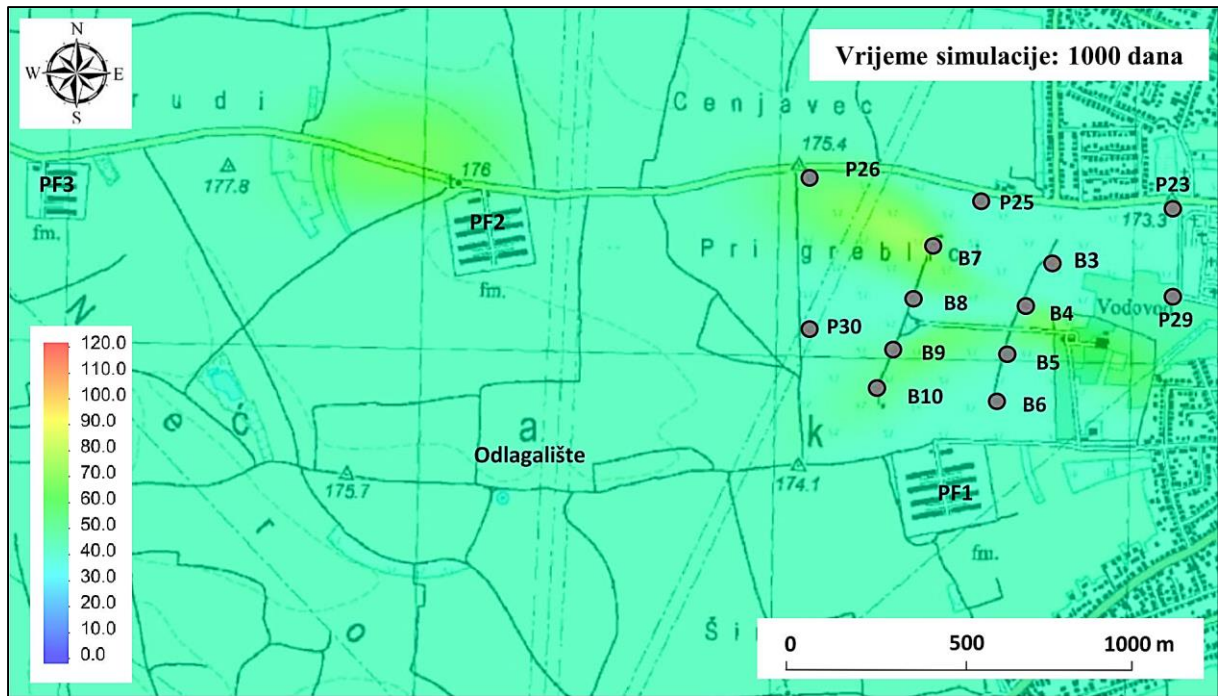 N
W E
S
Vrijeme simulacije: 1000 dana
r u d i
C e n j a v e c
175.4
176
177.8
PF3
fm.
PF2
fm.
P26
P25
P23
173.3
P r i g r e b l i c i
B7
B3
B8
B4
Vodovod
P29
P30
B9
B5
B10
B6
120.0
110.0
100.0
90.0
80.0
70.0
60.0
50.0
40.0
30.0
20.0
10.0
0.0
N e č
a k
Odlagalište
175.7
174.1
PF1
fm.
r
o
Š i
0 500 1000 m